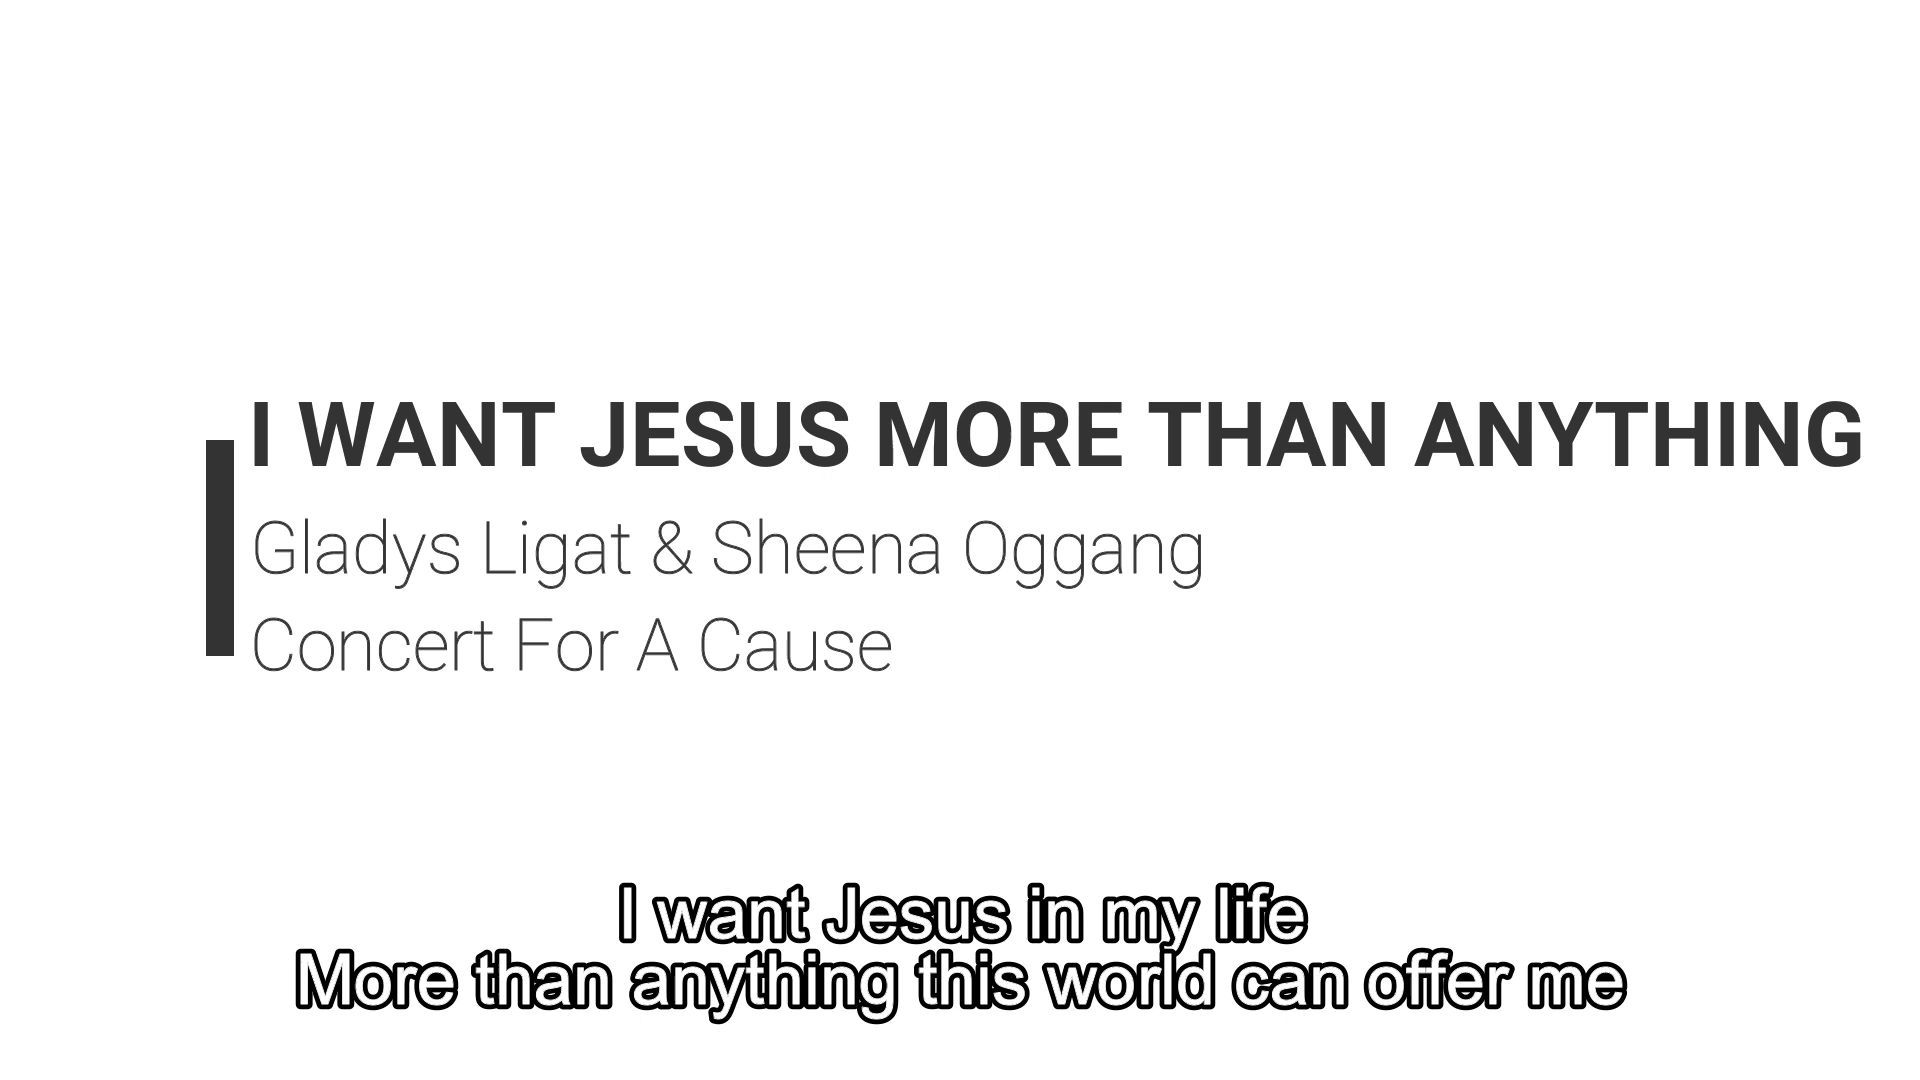 I WANT JESUS MORE THAN ANYTHING
Gladys Ligat & Sheena Oggang
Concert For A Cause
I want Jesus in my life
More than anything this world can offer me